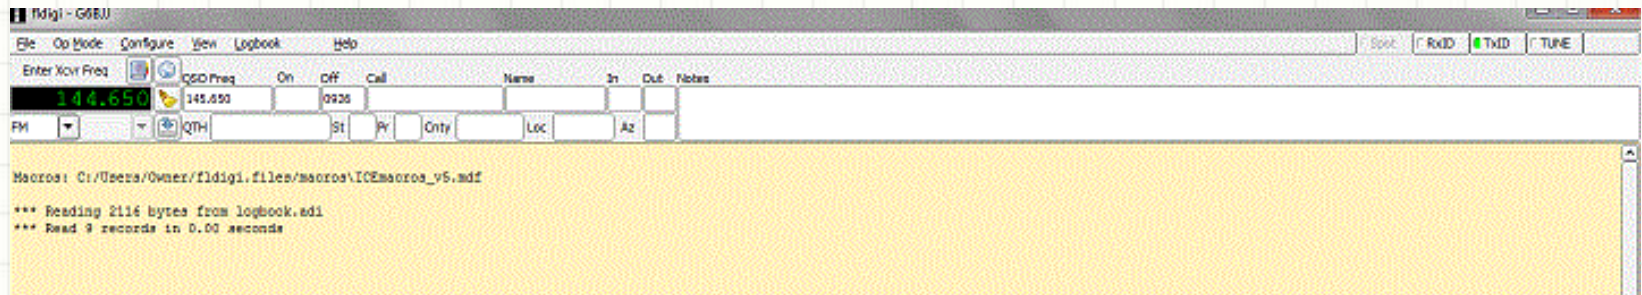 fldigi - G6BJJ
File Op Mode Configure View Logbook Help Spot RxID TxID TUNE
Enter Xcvr Freq QSO Freq On Off Call Name In Out Notes
144.650 145.650 0926
FM QTH St Pr Cnty Loc Az
Macros: C:/Users/Owner/fldigi.files/macros\ICEmacros_v5.mdf
*** Reading 2116 bytes from logbook.adi
*** Read 9 records in 0.00 seconds